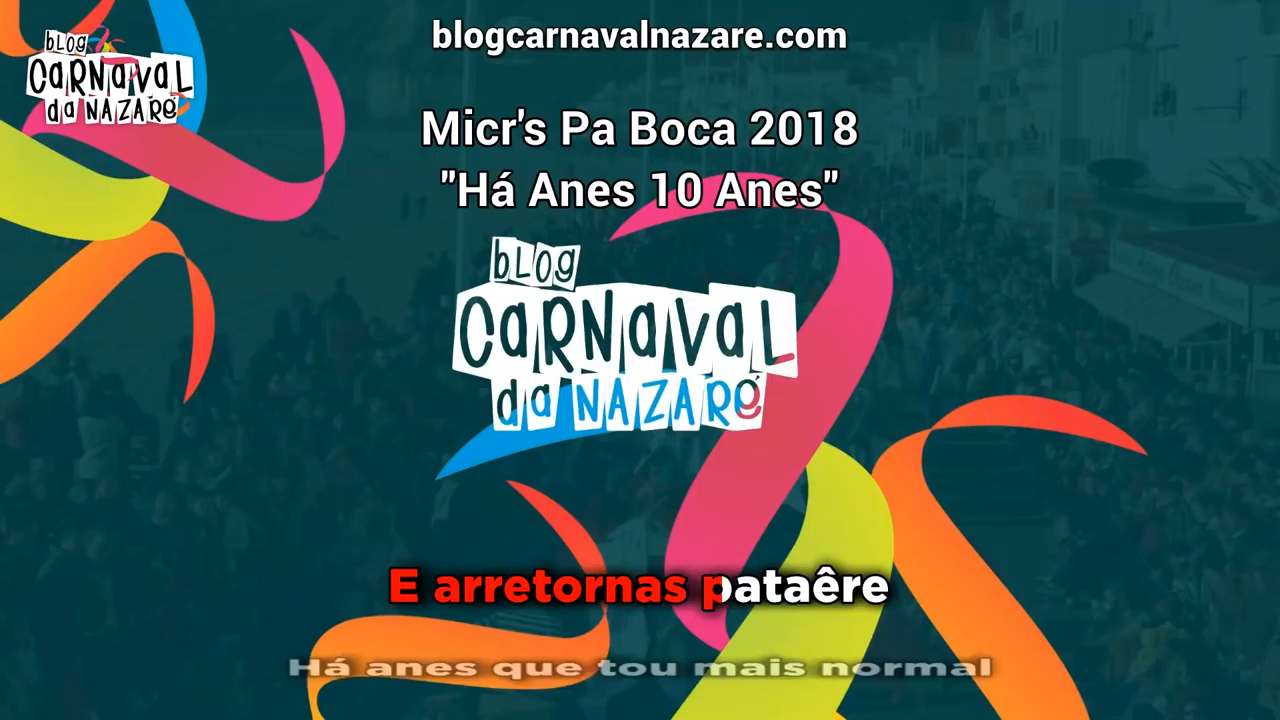 blog
CARNAVAL
da NAZARÉ
blogcarnavalnazare.com
Micr's Pa Boca 2018
"Há Anes 10 Anes"
blog
CARNAVAL
da NAZARÉ
E arretornas pataêre
Há anes que tou mais normal